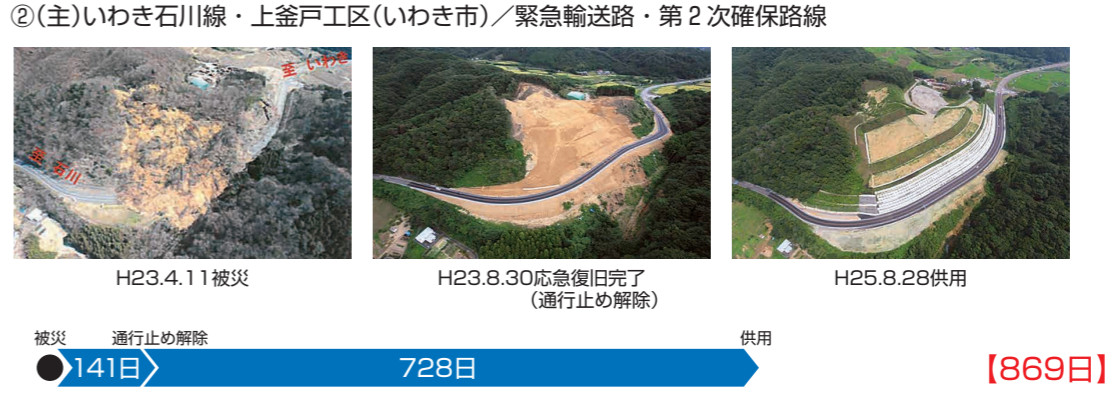 ②(主)いわき石川線・上釜戸工区(いわき市)／緊急輸送路・第2次確保路線
至 いわき
至 石川
H23.4.11被災
H23.8.30応急復旧完了
(通行止め解除)
H25.8.28供用
被災
通行止め解除
供用
141日
728日
【869日】